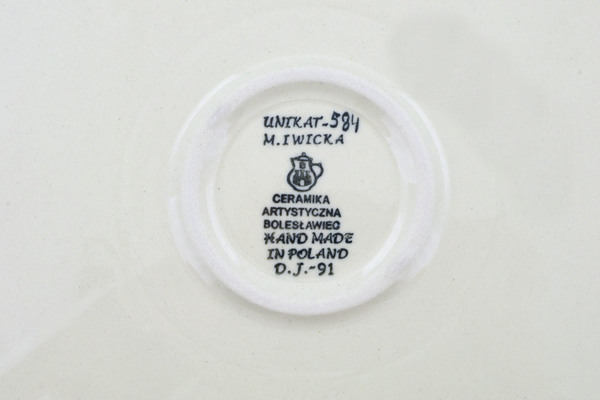 UNIKAT-584
M.IWICKA
CERAMIKA
ARTYSTYCZNA
BOLESŁAWIEC
HAND MADE
IN POLAND
D.J.-91